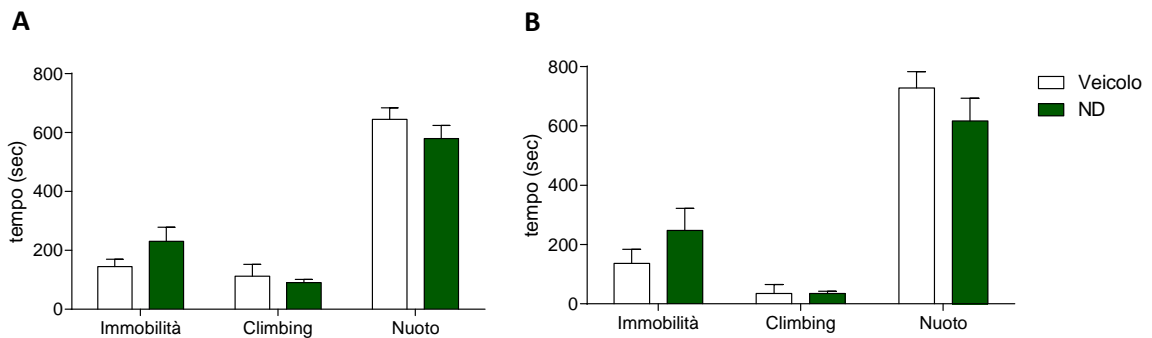 A
B
800
600
400
200
0
tempo (sec)
Immobilità Climbing Nuoto
800
600
400
200
0
tempo (sec)
Immobilità Climbing Nuoto
Veicolo
ND